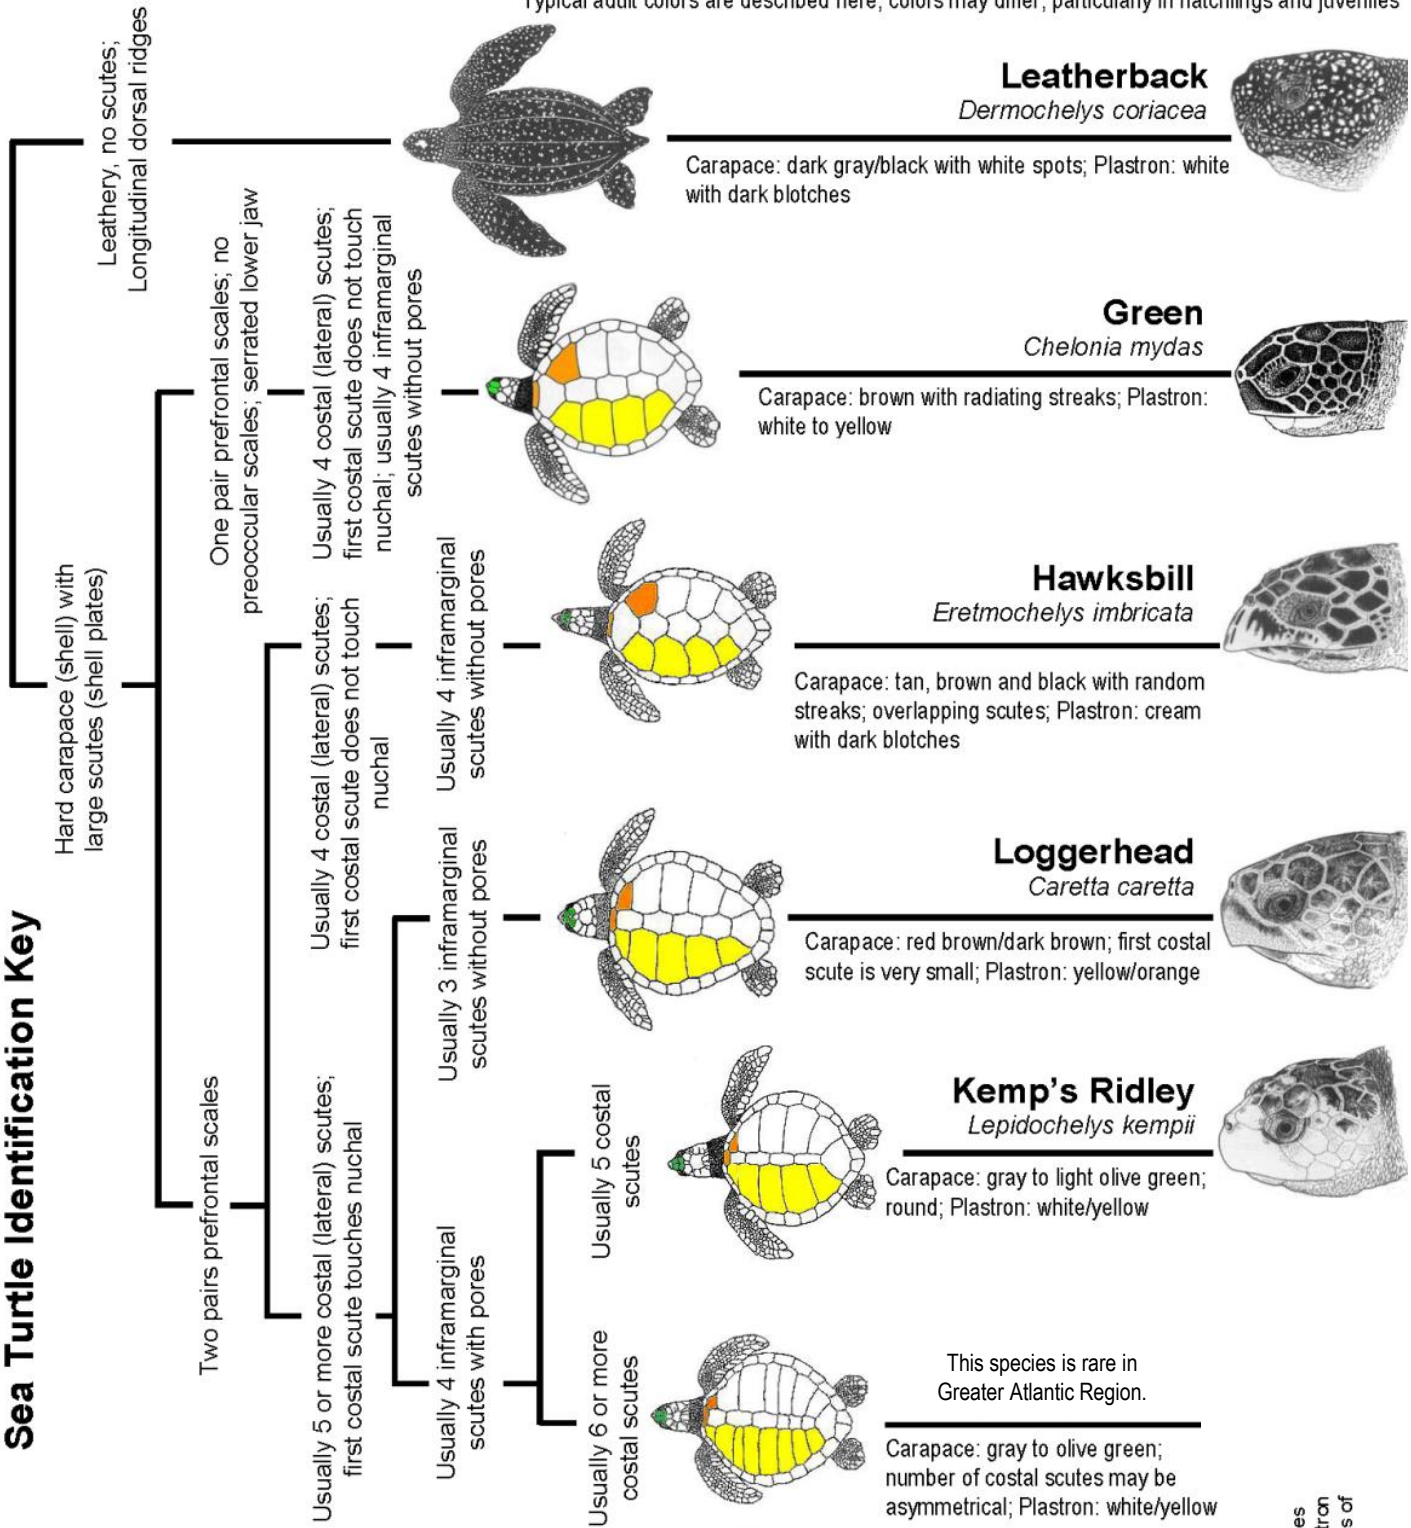 Typical adult colors are described here; colors may differ, particularly in hatchlings and juveniles
Sea Turtle Identification Key
Leathery, no scutes;
Longitudinal dorsal ridges
Leatherback
Dermochelys coriacea
Carapace: dark gray/black with white spots; Plastron: white
with dark blotches
Hard carapace (shell) with
large scutes (shell plates)
One pair prefrontal scales; no
preoccular scales; serrated lower jaw
Usually 4 costal (lateral) scutes;
first costal scute does not touch
nuchal; usually 4 inframarginal
scutes without pores
Green
Chelonia mydas
Carapace: brown with radiating streaks; Plastron:
white to yellow
Two pairs prefrontal scales
Usually 4 costal (lateral) scutes;
first costal scute does not touch
nuchal
Usually 4 inframarginal
scutes without pores
Hawksbill
Eretmochelys imbricata
Carapace: tan, brown and black with random
streaks; overlapping scutes; Plastron: cream
with dark blotches
Usually 5 or more costal (lateral) scutes;
first costal scute touches nuchal
Usually 3 inframarginal
scutes without pores
Loggerhead
Caretta caretta
Carapace: red brown/dark brown; first costal
scute is very small; Plastron: yellow/orange
Usually 4 inframarginal
scutes with pores
Usually 5 costal
scutes
Kemp's Ridley
Lepidochelys kempii
Carapace: gray to light olive green;
round; Plastron: white/yellow
Usually 6 or more
costal scutes
This species is rare in
Greater Atlantic Region.
Carapace: gray to olive green;
number of costal scutes may be
asymmetrical; Plastron: white/yellow